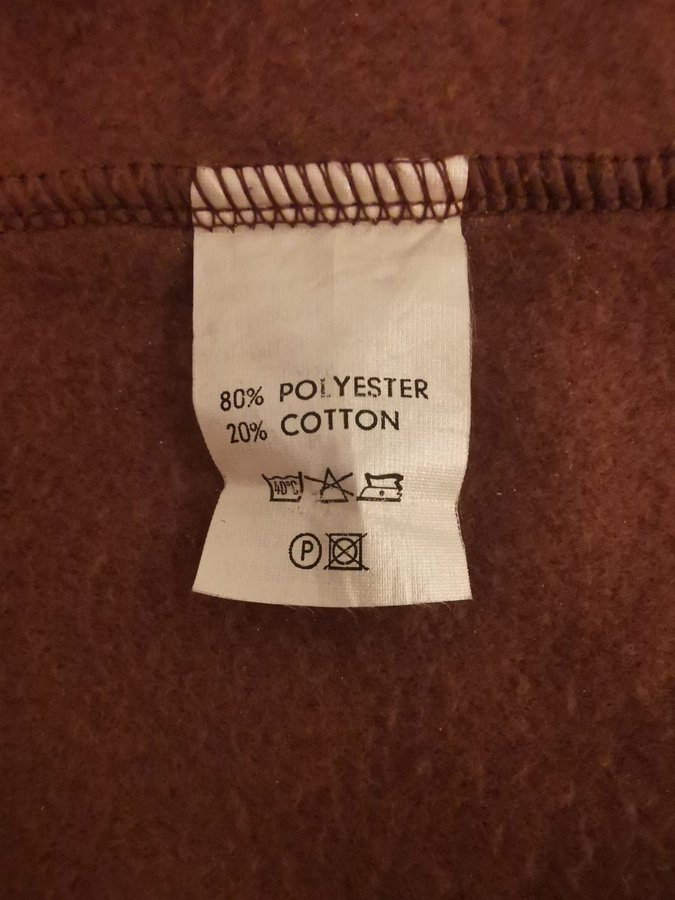 80% POLYESTER
20% COTTON
40°C
P